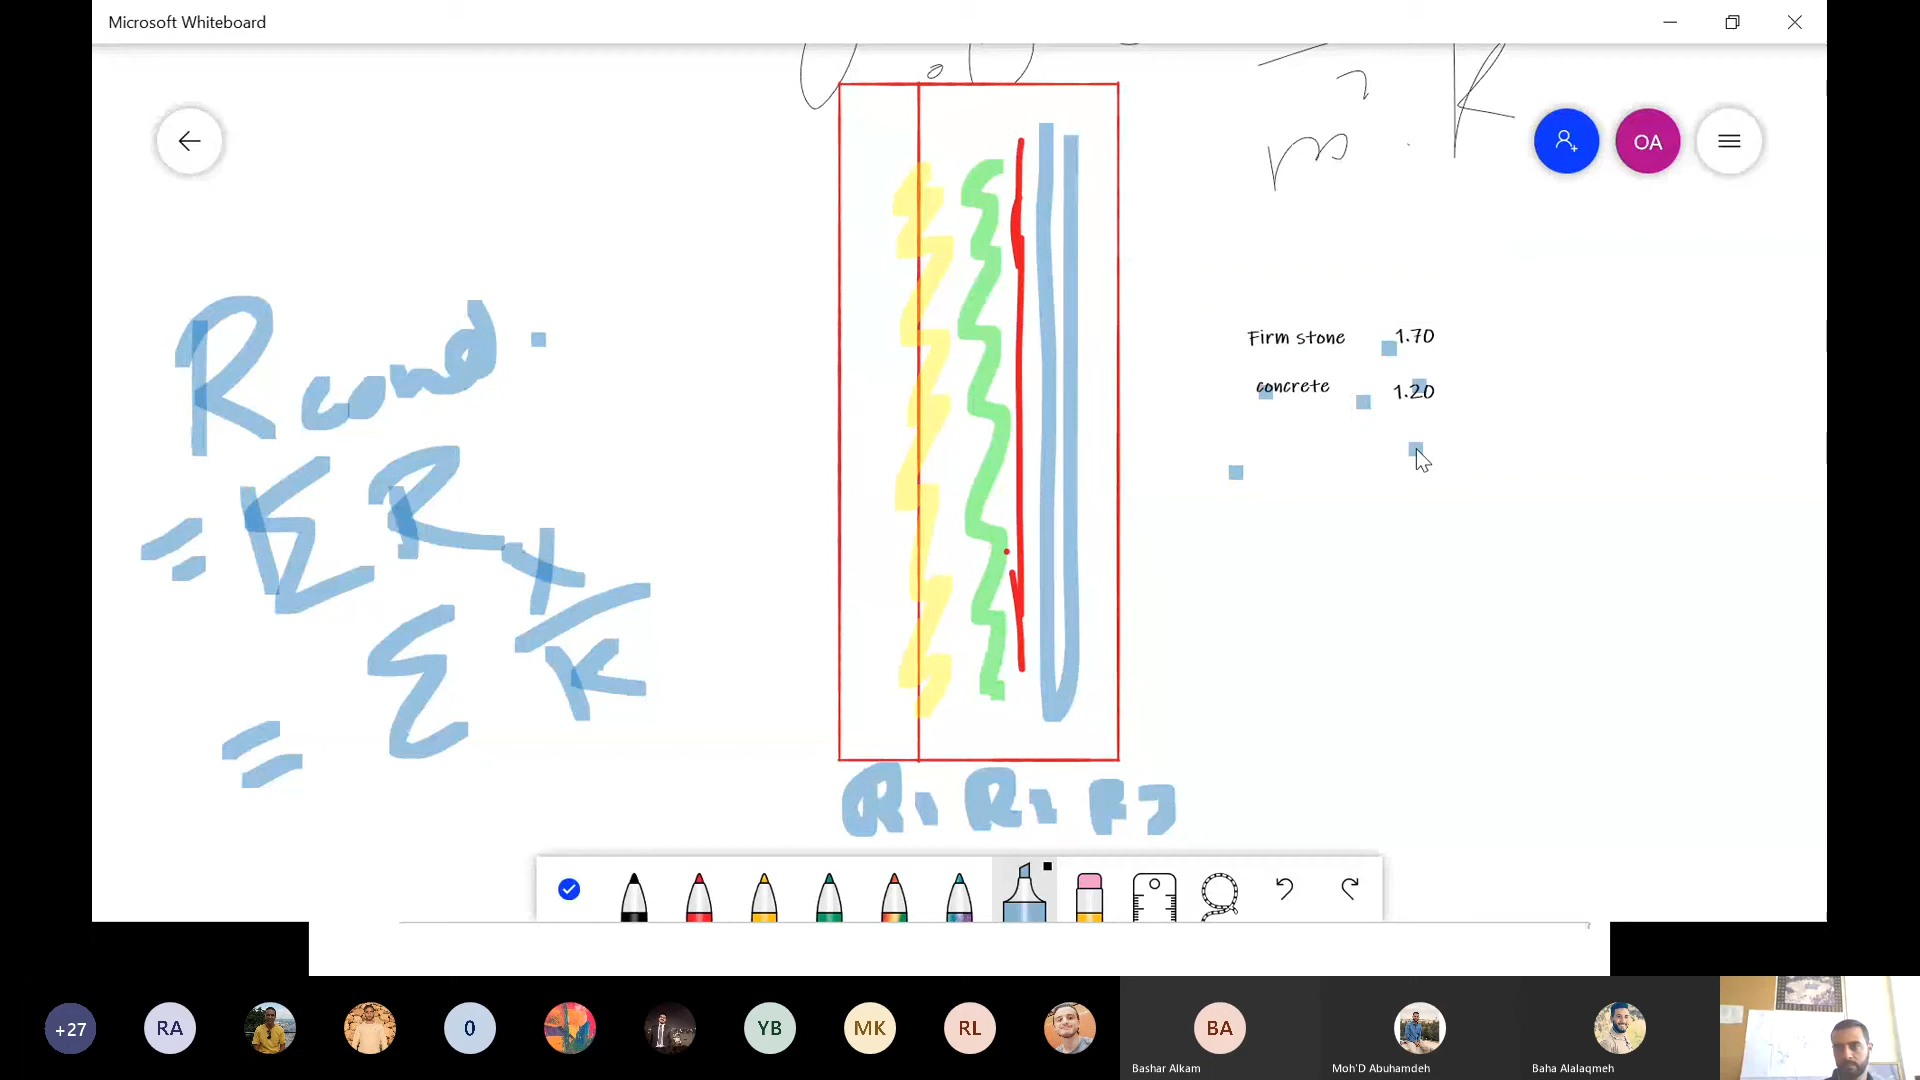 Microsoft Whiteboard
m² . K
OA
Firm stone 1.70
concrete 1.20
Rcond.
= ΣR
= Σ X/K
R1 R2 R3
+27
RA
0
YB
MK
RL
BA
Bashar Alkam
Moh'D Abuhamdeh
Baha Alalaqmeh